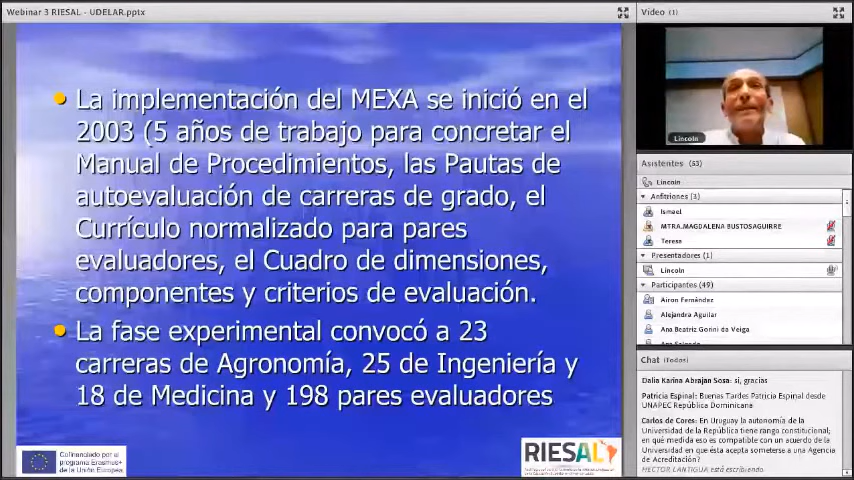 Webinar 3 RIESAL - UDELAR.pptx
La implementación del MEXA se inició en el
2003 (5 años de trabajo para concretar el
Manual de Procedimientos, las Pautas de
autoevaluación de carreras de grado, el
Currículo normalizado para pares
evaluadores, el Cuadro de dimensiones,
componentes y criterios de evaluación.
La fase experimental convocó a 23
carreras de Agronomía, 25 de Ingeniería y
18 de Medicina y 198 pares evaluadores
Cofinanciado por el
programa Erasmus+
de la Unión Europea
RIESAL
Vídeo (1)
Lincoln
Asistentes (53)
Lincoln
Anfitriones (3)
Ismael
MTRA.MAGDALENA BUSTOSAGUIRRE
Teresa
Presentadores (1)
Lincoln
Participantes (49)
Airon Fernández
Alejandra Aguilar
Ana Beatriz Gorini da Veiga
Chat (Todos)
Dalia Karina Abrajan Sosa: si, gracias
Patricia Espinal: Buenas Tardes Patricia Espinal desde
UNAPEC República Dominicana
Carlos de Cores: En Uruguay la autonomía de la
Universidad de la República tiene rango constitucional;
en qué medida eso es compatible con un acuerdo de la
Universidad en que ésta acepta someterse a una Agencia
de Acreditación?
HECTOR LANTIGUA está escribiendo